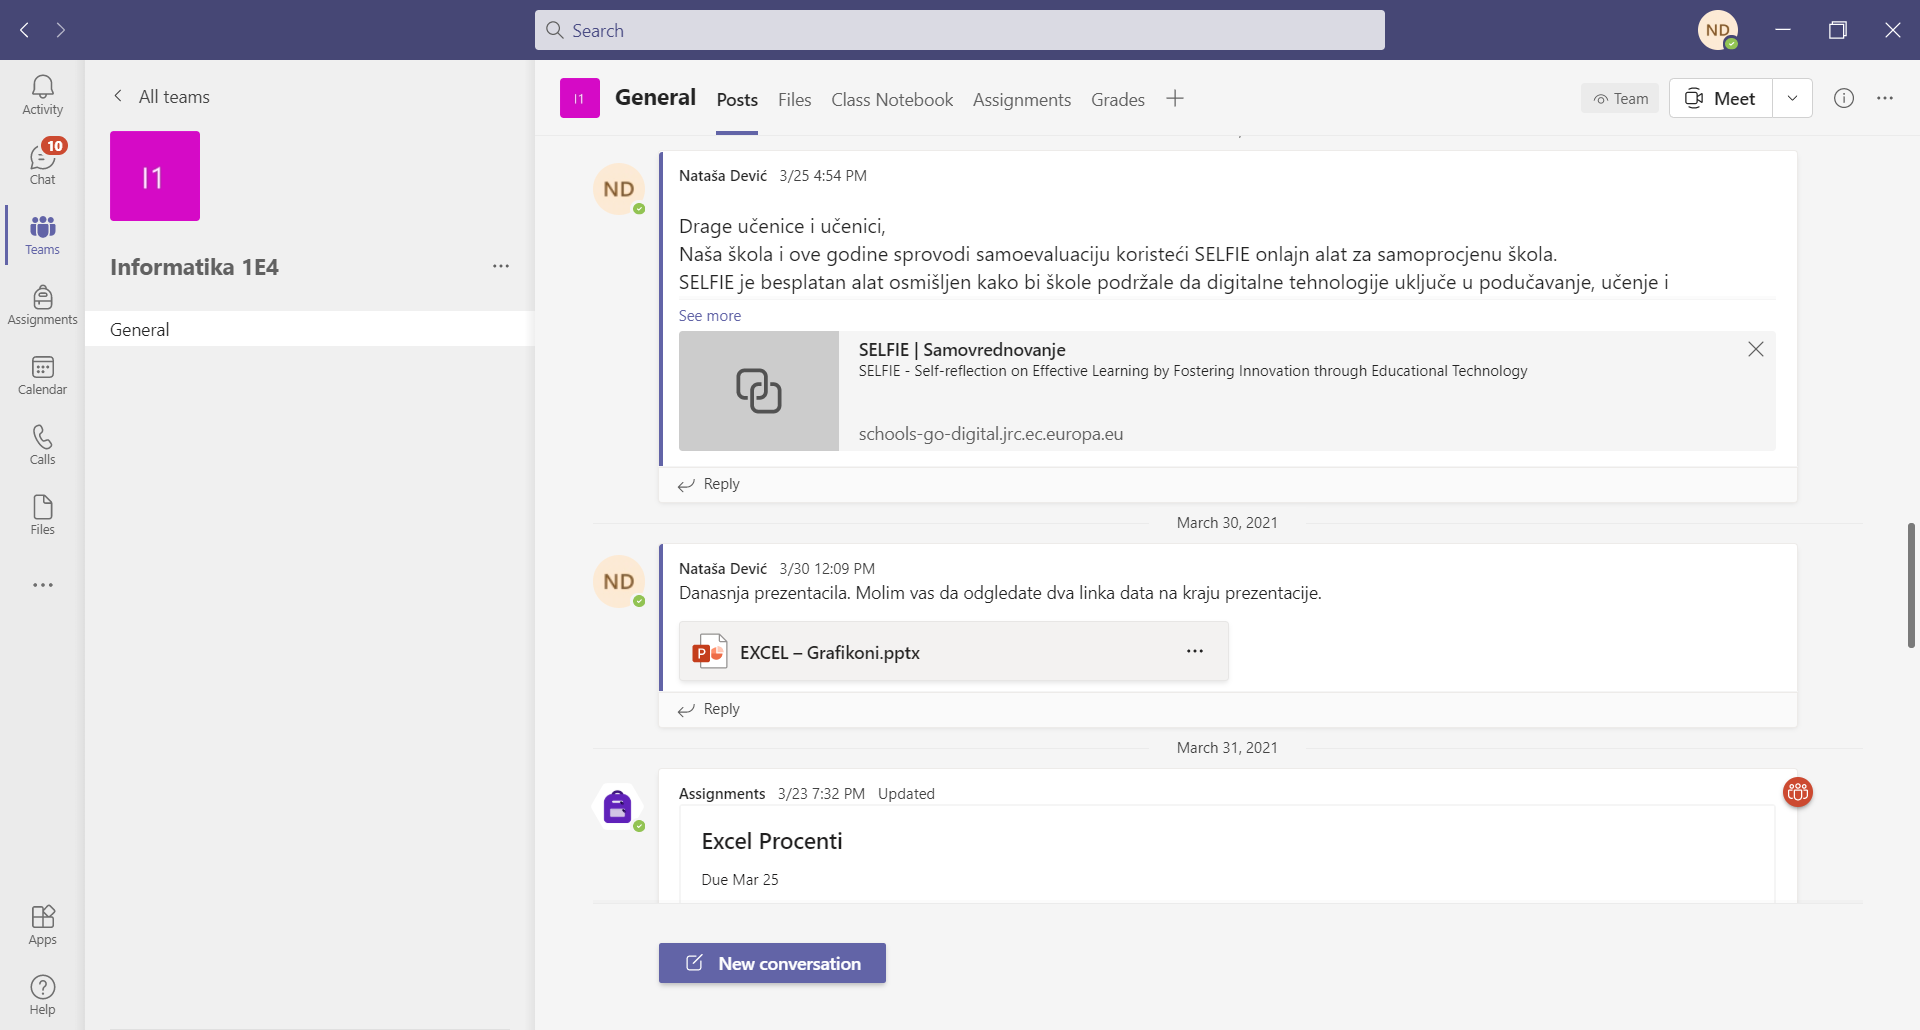 Search
ND
Activity
10
Chat
Teams
Assignments
Calendar
Calls
Files
Apps
Help
All teams
I1
Informatika 1E4
General
I1
General
Posts
Files
Class Notebook
Assignments
Grades
Team
Meet
ND
Nataša Dević 3/25 4:54 PM
Drage učenice i učenici,
Naša škola i ove godine sprovodi samoevaluaciju koristeći SELFIE onlajn alat za samoprocjenu škola.
SELFIE je besplatan alat osmišljen kako bi škole podržale da digitalne tehnologije uključe u podučavanje, učenje i
See more
SELFIE | Samovrednovanje
SELFIE - Self-reflection on Effective Learning by Fostering Innovation through Educational Technology
schools-go-digital.jrc.ec.europa.eu
Reply
March 30, 2021
ND
Nataša Dević 3/30 12:09 PM
Danasnja prezentacila. Molim vas da odgledate dva linka data na kraju prezentacije.
P
EXCEL – Grafikoni.pptx
Reply
March 31, 2021
Assignments 3/23 7:32 PM Updated
Excel Procenti
Due Mar 25
New conversation